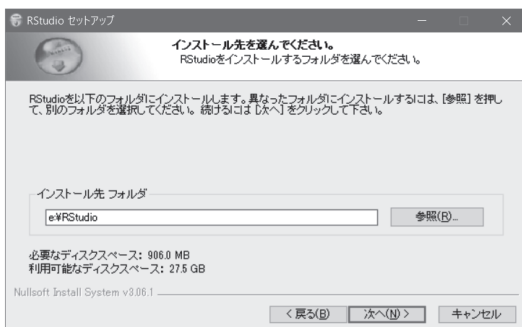 RStudio セットアップ
インストール先を選んでください。
RStudioをインストールするフォルダを選んでください。
RStudioを以下のフォルダにインストールします。異なったフォルダにインストールするには、[参照] を押し
て、別のフォルダを選択してください。続けるには [次へ] をクリックして下さい。
インストール先 フォルダ
e:¥RStudio
参照(R)...
必要なディスクスペース: 906.0 MB
利用可能なディスクスペース: 27.5 GB
Nullsoft Install System v3.06.1
< 戻る(B)
次へ(N) >
キャンセル